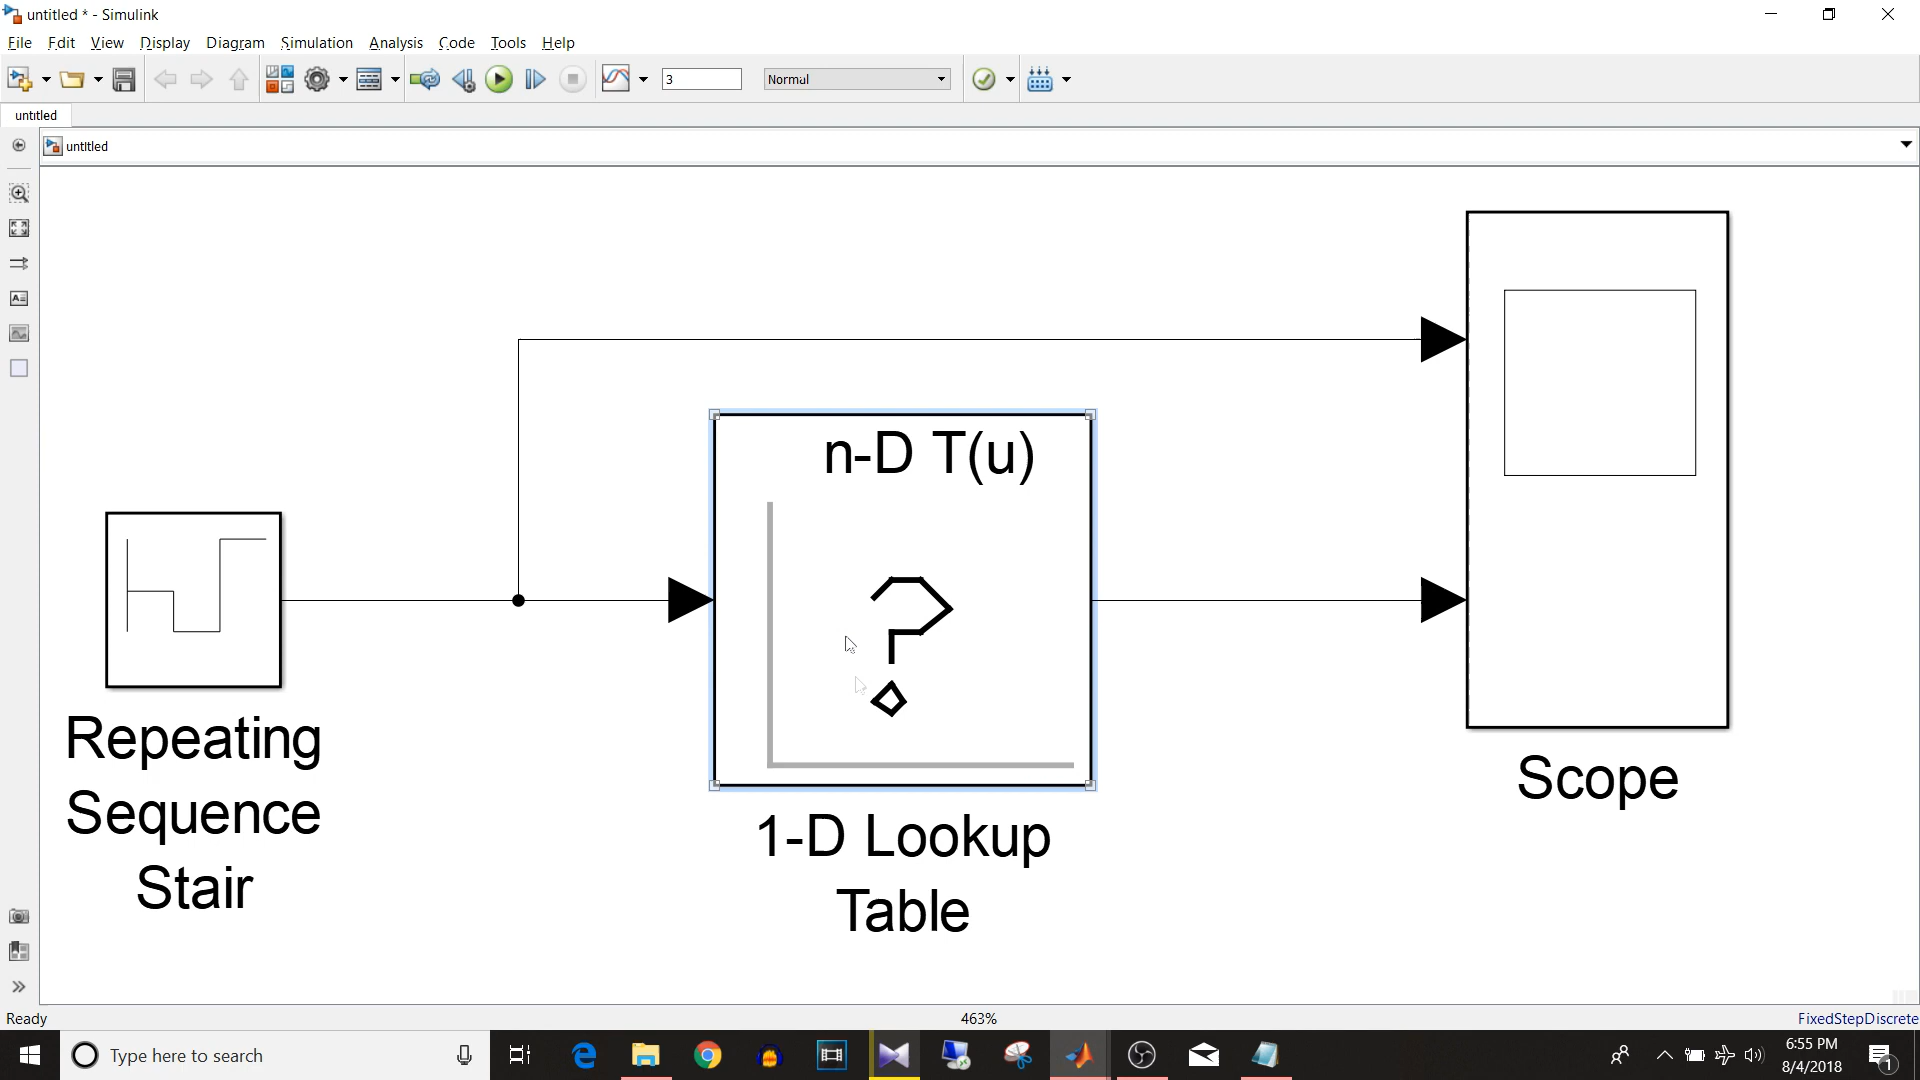 untitled * - Simulink
File Edit View Display Diagram Simulation Analysis Code Tools Help
3 Normal
untitled
untitled
n-D T(u)
Repeating
Sequence
Stair
1-D Lookup
Table
Scope
Ready 463% FixedStepDiscrete
Type here to search
6:55 PM
8/4/2018
1